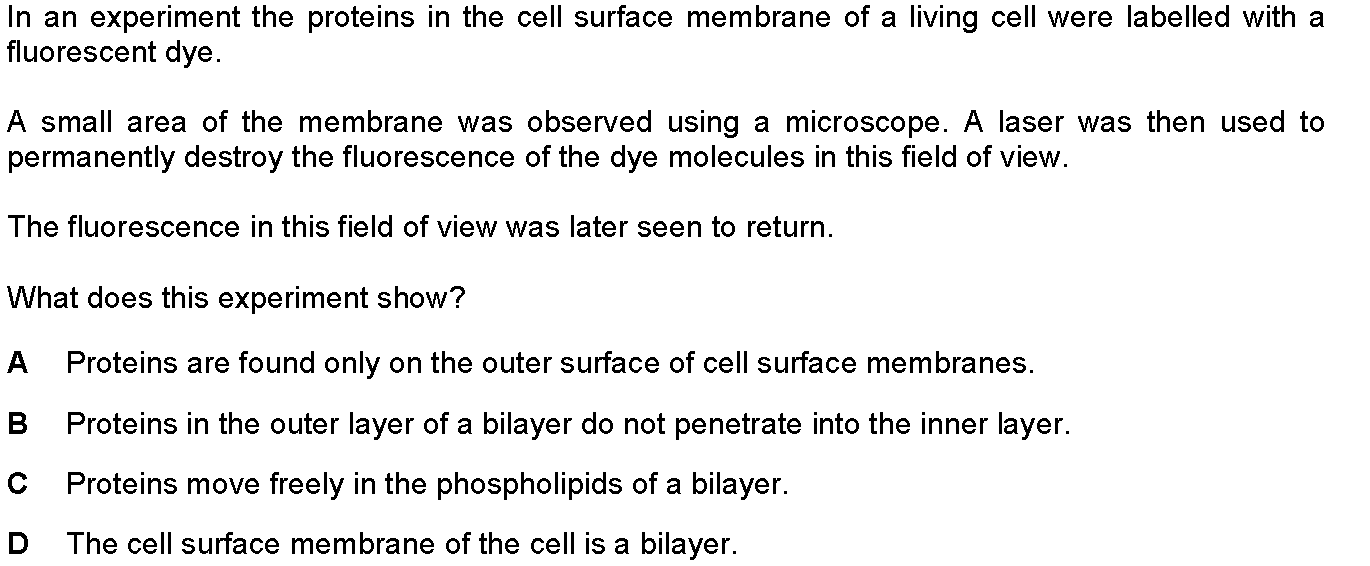 In an experiment the proteins in the cell surface membrane of a living cell were labelled with a
fluorescent dye.
A small area of the membrane was observed using a microscope. A laser was then used to
permanently destroy the fluorescence of the dye molecules in this field of view.
The fluorescence in this field of view was later seen to return.
What does this experiment show?
A Proteins are found only on the outer surface of cell surface membranes.
B Proteins in the outer layer of a bilayer do not penetrate into the inner layer.
C Proteins move freely in the phospholipids of a bilayer.
D The cell surface membrane of the cell is a bilayer.